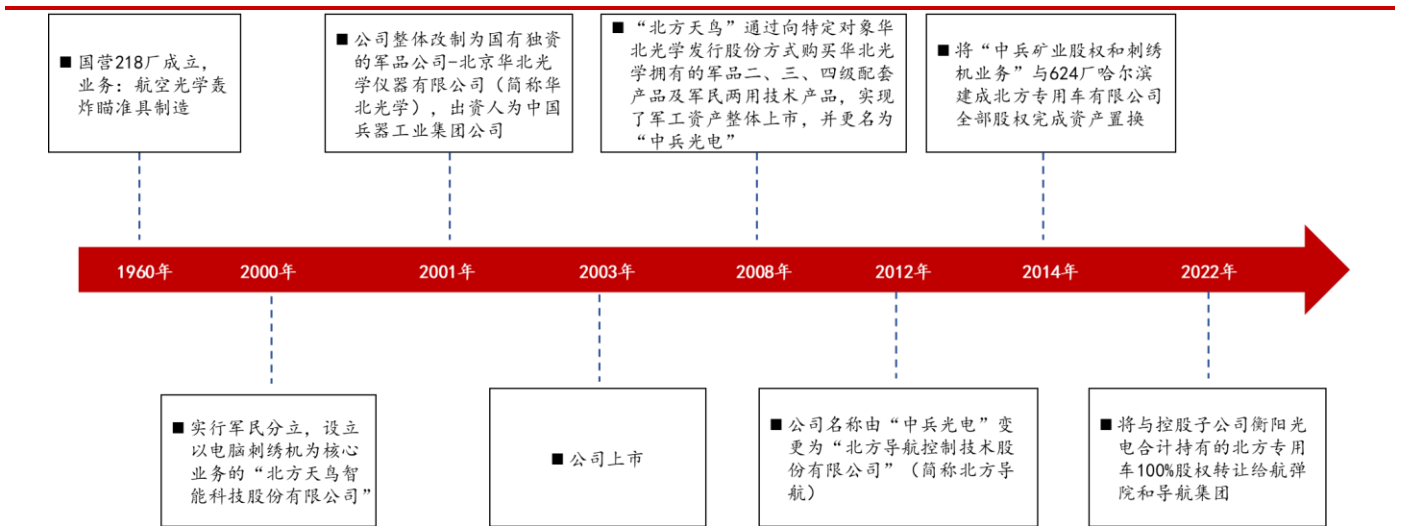 ■ 国营218厂成立，
业务：航空光学轰
炸瞄准具制造
■ 公司整体改制为国有独资
的军品公司-北京华北光
学仪器有限公司（简称华
北光学），出资人为中国
兵器工业集团公司
■ “北方天鸟”通过向特定对象华
北光学发行股份方式购买华北光
学拥有的军品二、三、四级配套
产品及军民两用技术产品，实现
了军工资产整体上市，并更名为
“中兵光电”
■ 将“中兵矿业股权和刺绣
机业务”与624厂哈尔滨
建成北方专用车有限公司
全部股权完成资产置换
1960年
2000年
2001年
2003年
2008年
2012年
2014年
2022年
■ 实行军民分立，设立
以电脑刺绣机为核心
业务的“北方天鸟智
能科技股份有限公司”
■ 公司上市
■ 公司名称由“中兵光电”变
更为“北方导航控制技术股
份有限公司”（简称北方导
航）
■ 将与控股子公司衡阳光
电合计持有的北方专用
车100%股权转让给航弹
院和导航集团